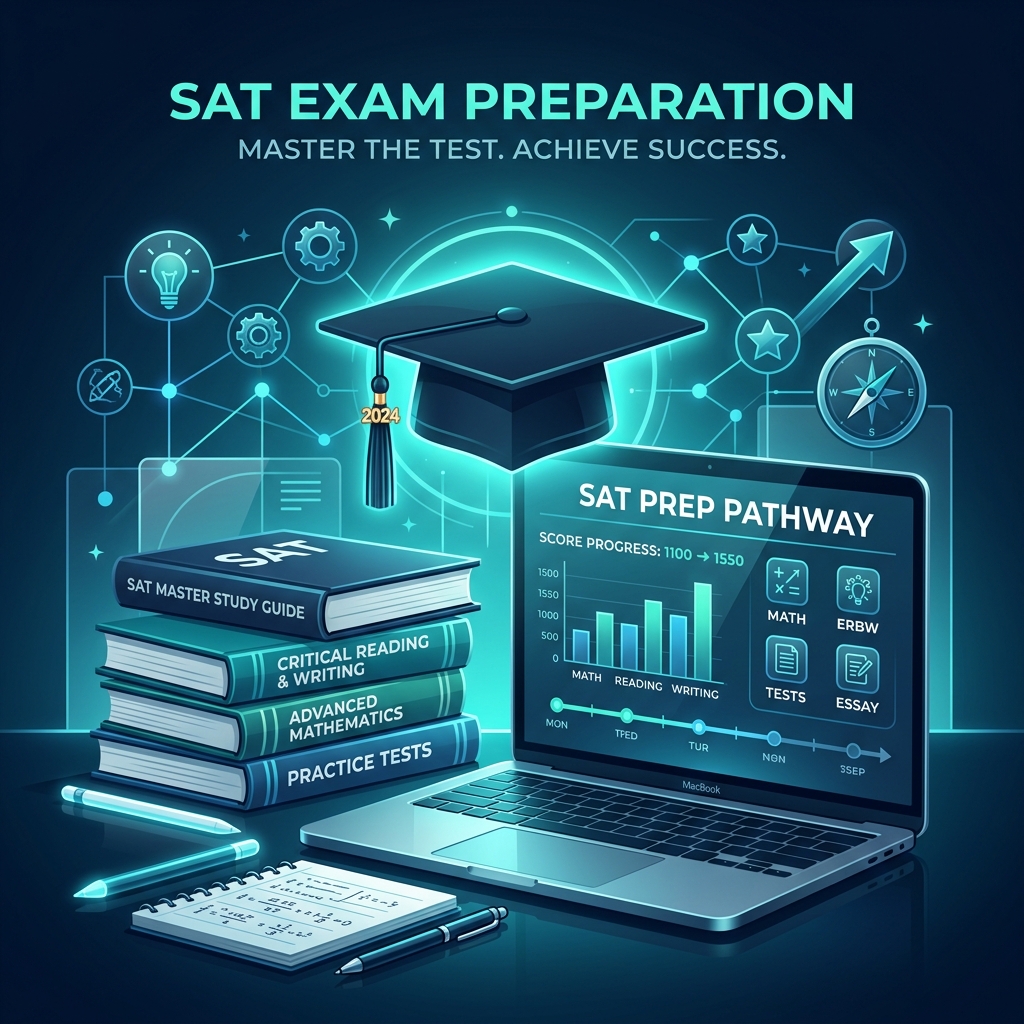 SAT EXAM PREPARATION
MASTER THE TEST. ACHIEVE SUCCESS.
N
W E
S
2024
SAT
SAT MASTER STUDY GUIDE
CRITICAL READING
& WRITING
ADVANCED
MATHEMATICS
PRACTICE TESTS
SAT PREP PATHWAY
SCORE PROGRESS: 1100 → 1550
1500
1550
1000
500
0
MATH READING WRITING
MATH ERBW
TESTS ESSAY
MON TPED TUR NGN 3SEP
MacBook